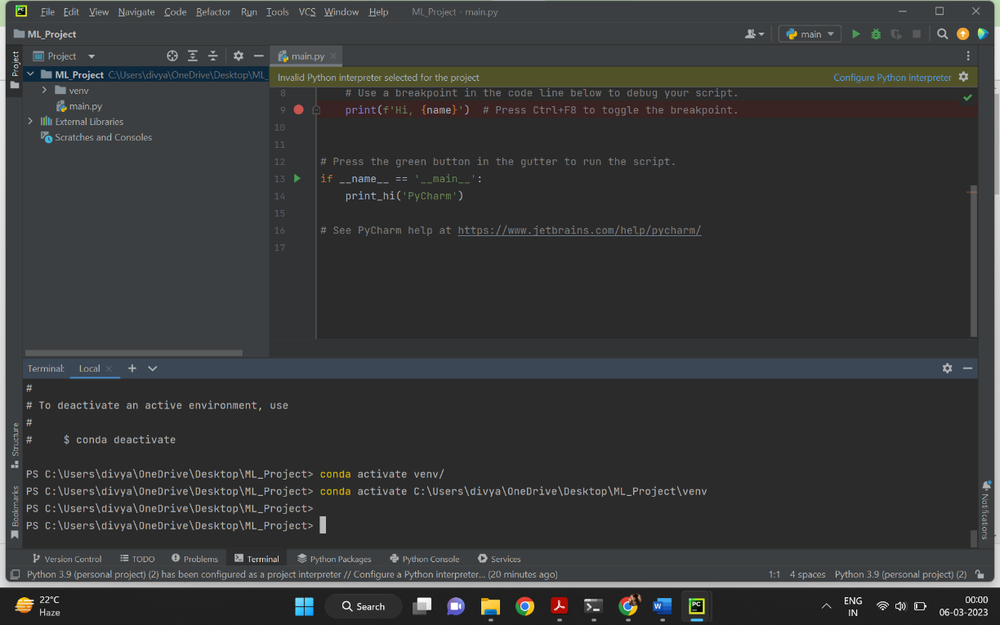 PC File Edit View Navigate Code Refactor Run Tools VCS Window Help ML_Project - main.py
ML_Project main
Project
Project main.py
ML_Project C:\Users\divya\OneDrive\Desktop\ML_
venv
main.py
External Libraries
Scratches and Consoles
Invalid Python interpreter selected for the project Configure Python interpreter
8 # Use a breakpoint in the code line below to debug your script.
9 print(f'Hi, {name}') # Press Ctrl+F8 to toggle the breakpoint.
10
11
12 # Press the green button in the gutter to run the script.
13 if __name__ == '__main__':
14 print_hi('PyCharm')
15
16 # See PyCharm help at https://www.jetbrains.com/help/pycharm/
17
Terminal: Local
#
# To deactivate an active environment, use
#
# $ conda deactivate
PS C:\Users\divya\OneDrive\Desktop\ML_Project> conda activate venv/
PS C:\Users\divya\OneDrive\Desktop\ML_Project> conda activate C:\Users\divya\OneDrive\Desktop\ML_Project\venv
PS C:\Users\divya\OneDrive\Desktop\ML_Project>
PS C:\Users\divya\OneDrive\Desktop\ML_Project>
Structure
Bookmarks
Notifications
Version Control TODO Problems Terminal Python Packages Python Console Services
Python 3.9 (personal project) (2) has been configured as a project interpreter // Configure a Python interpreter... (20 minutes ago) 1:1 4 spaces Python 3.9 (personal project) (2)
22°C
Haze
Search
W
PC
ENG
IN
00:00
06-03-2023